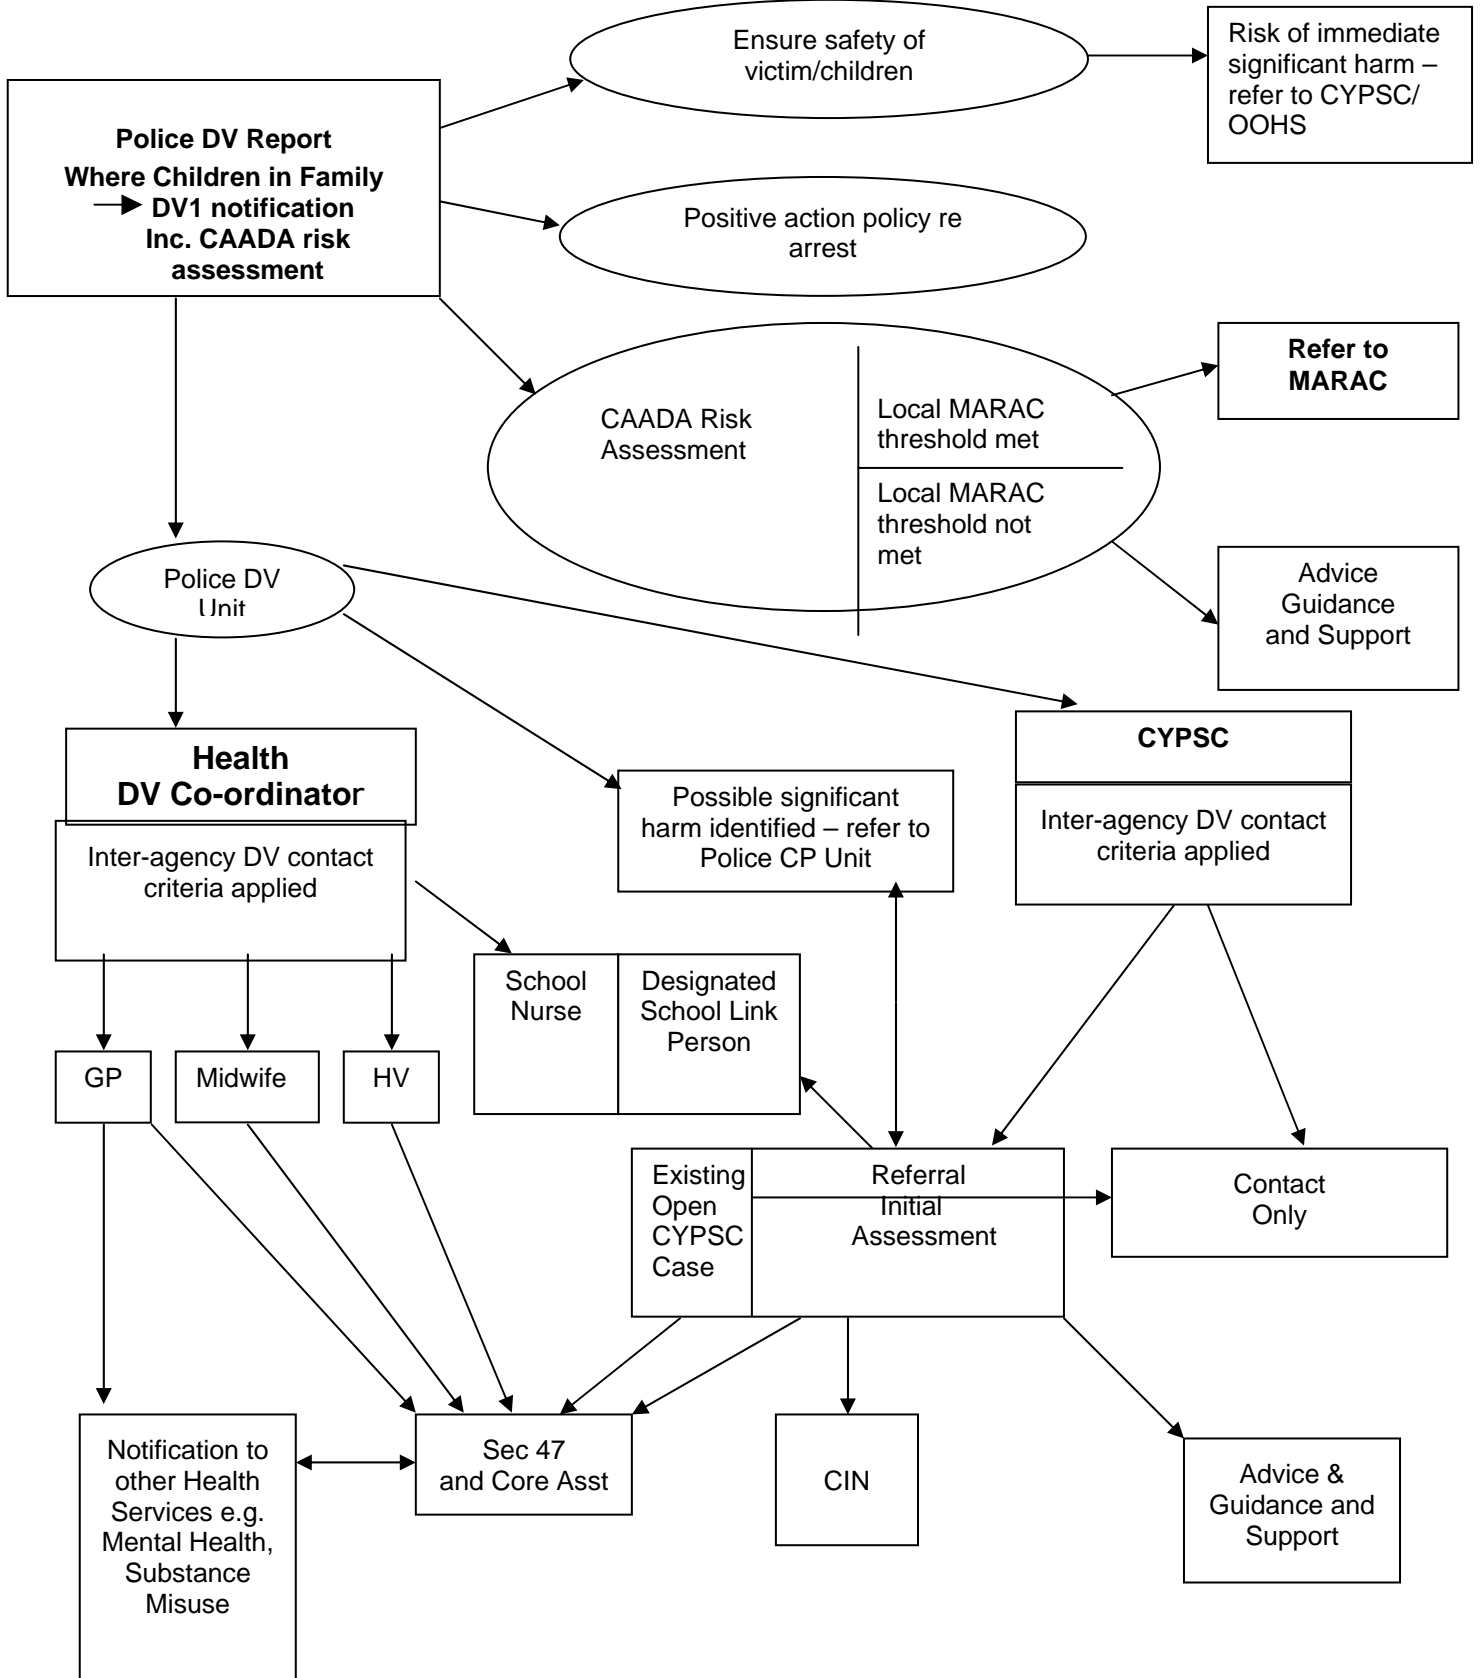 Ensure safety of
victim/children
Risk of immediate
significant harm –
refer to CYPSC/
OOHS
Police DV Report
Where Children in Family
DV1 notification
Inc. CAADA risk
assessment
Positive action policy re
arrest
CAADA Risk
Assessment
Local MARAC
threshold met
Local MARAC
threshold not
met
Refer to
MARAC
Advice
Guidance
and Support
Police DV
Unit
Health
DV Co-ordinator
Inter-agency DV contact
criteria applied
Possible significant
harm identified – refer to
Police CP Unit
CYPSC
Inter-agency DV contact
criteria applied
School
Nurse
Designated
School Link
Person
GP
Midwife
HV
Existing
Open
CYPSC
Case
Referral
Initial
Assessment
Contact
Only
Notification to
other Health
Services e.g.
Mental Health,
Substance
Misuse
Sec 47
and Core Asst
CIN
Advice &
Guidance and
Support